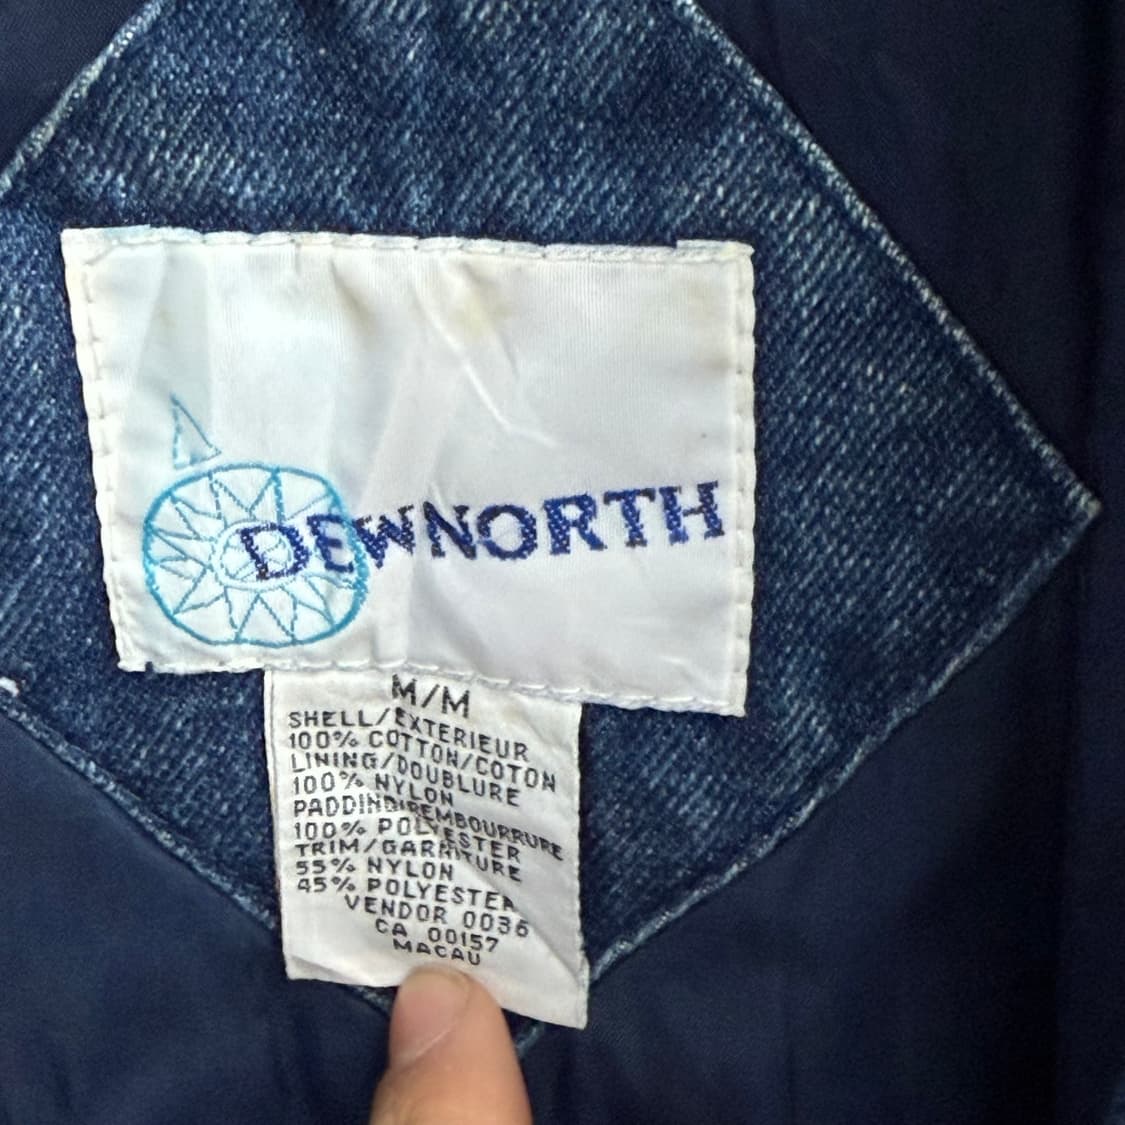 DEWNORTH
M/M
SHELL/EXTERIEUR
100% COTTON/COTON
LINING/DOUBLURE
100% NYLON
PADDING/REMBOURRURE
100% POLYESTER
TRIM/GARNITURE
55% NYLON
45% POLYESTER
VENDOR 0036
CA 00157
MACAU